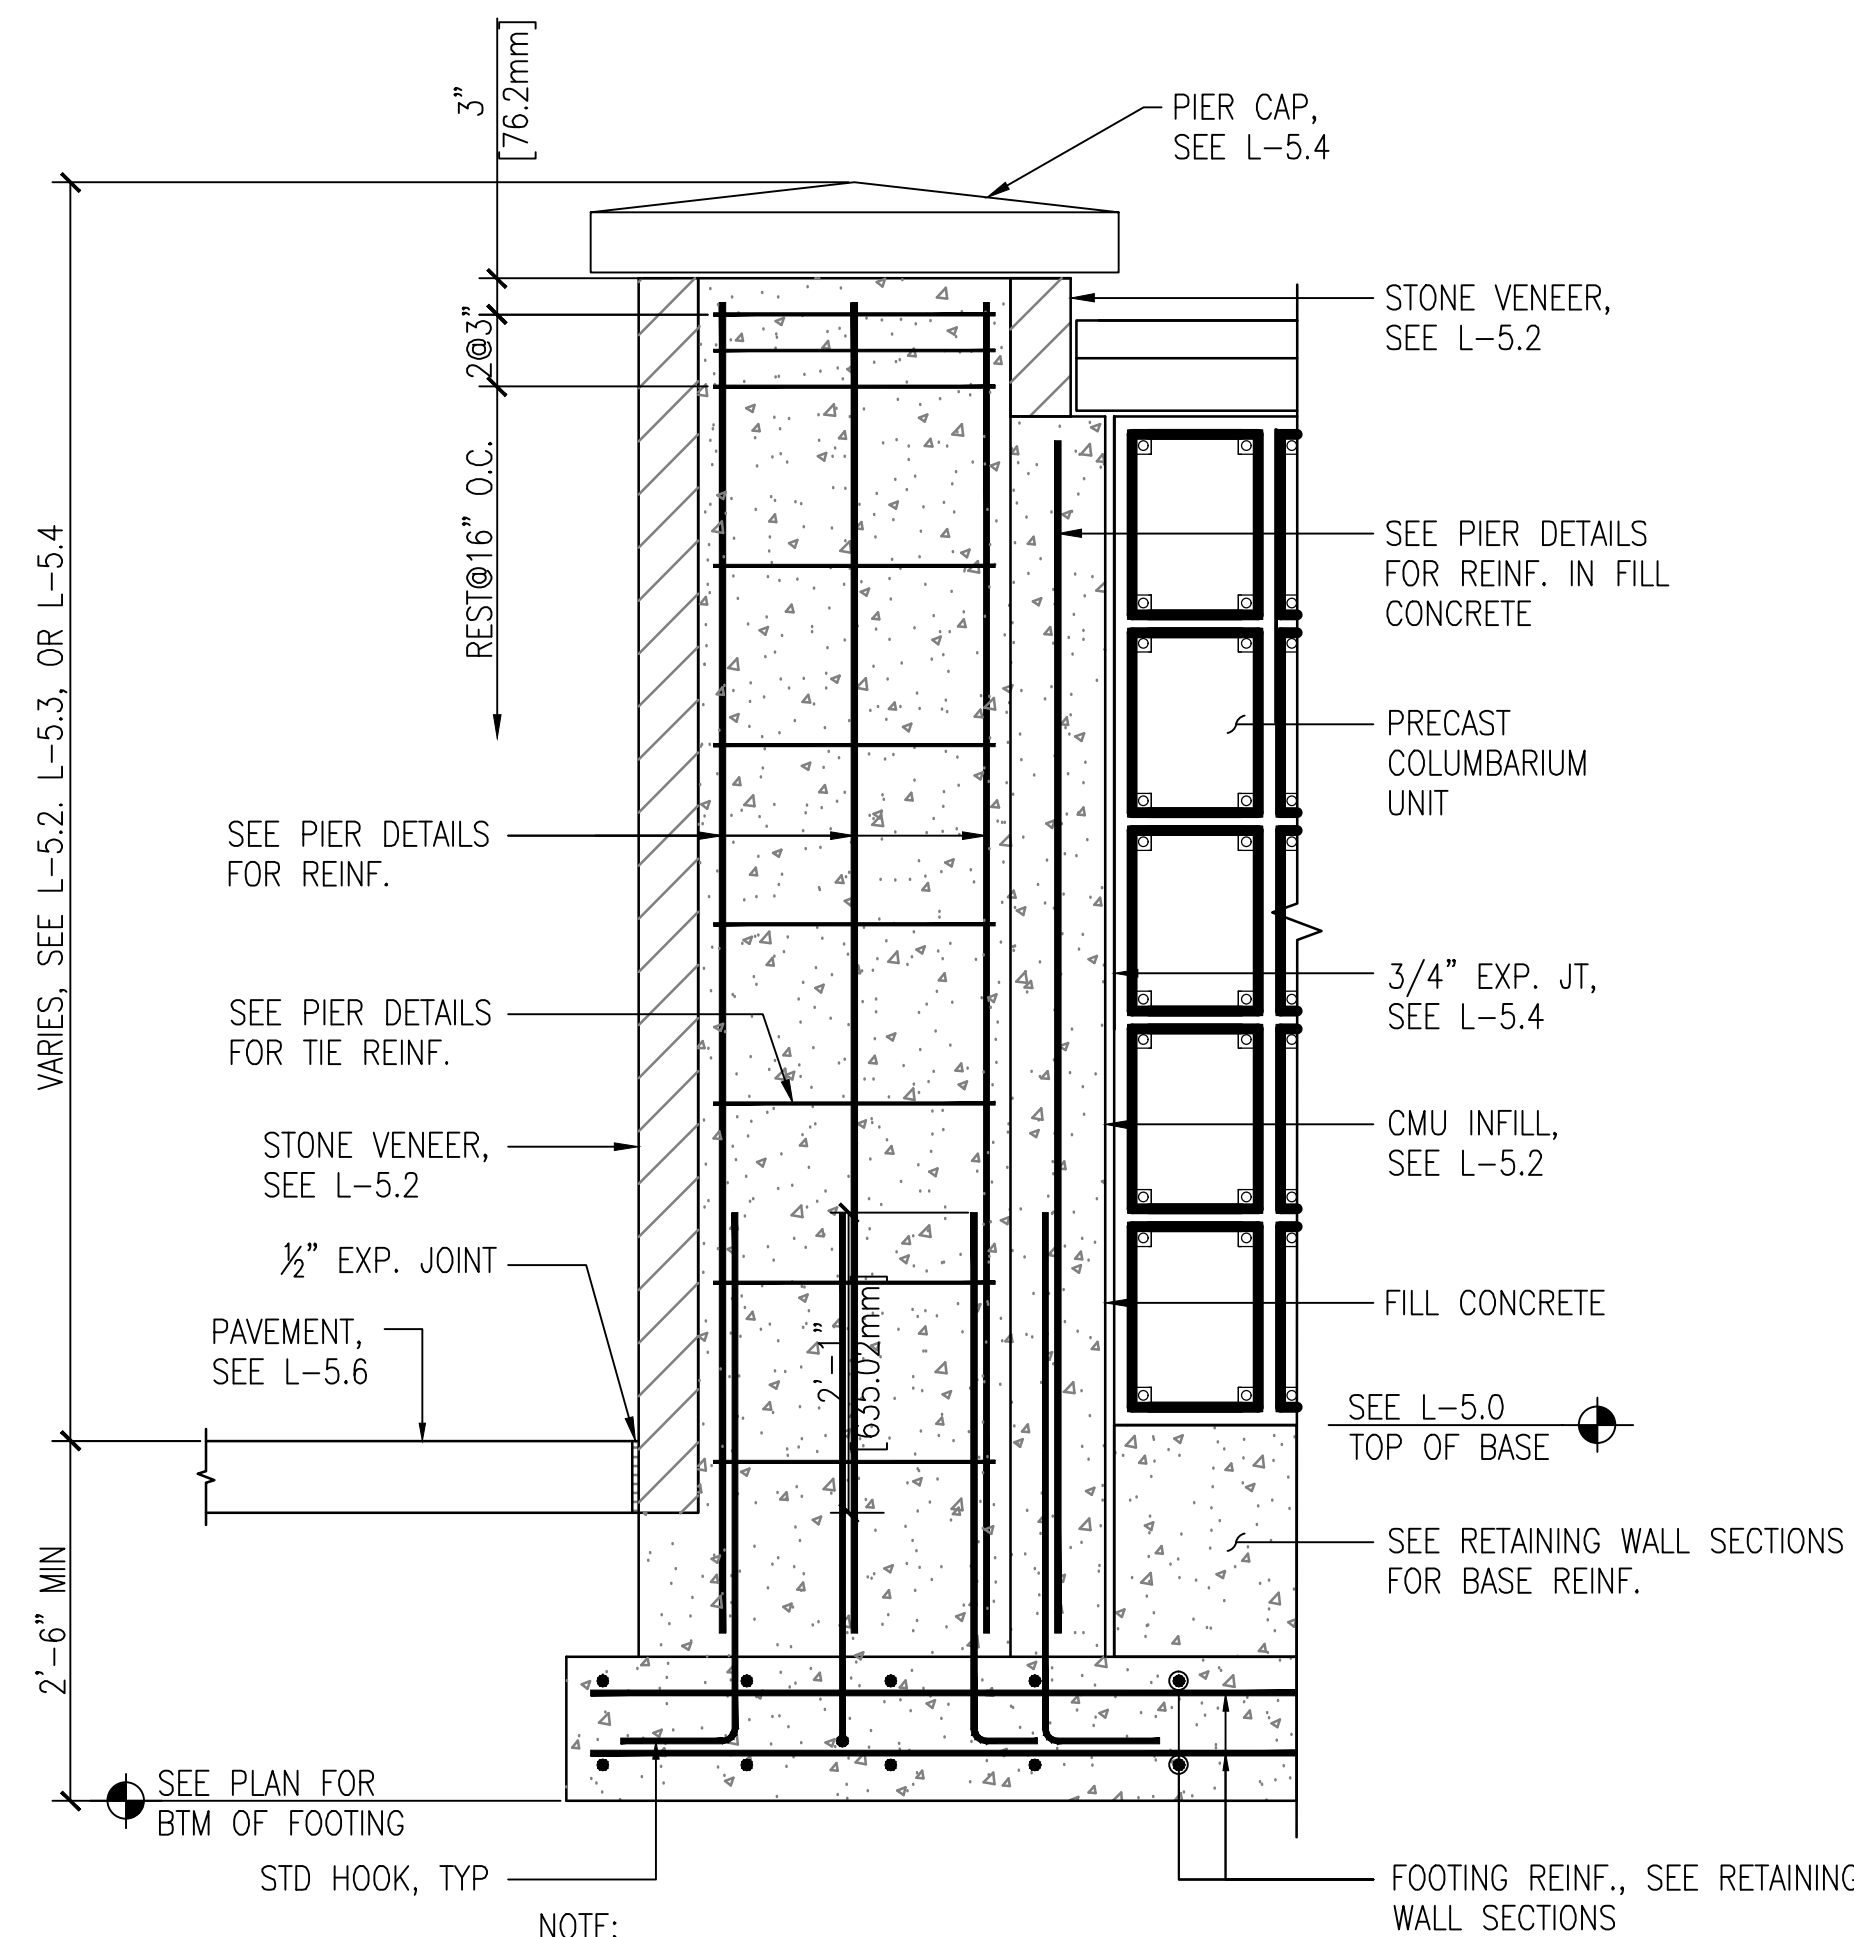 3"
[76.2mm]
PIER CAP,
SEE L-5.4
STONE VENEER,
SEE L-5.2
2@3"
REST@16" O.C.
VARIES, SEE L-5.2. L-5.3, OR L-5.4
SEE PIER DETAILS
FOR REINF. IN FILL
CONCRETE
PRECAST
COLUMBARIUM
UNIT
SEE PIER DETAILS
FOR REINF.
3/4" EXP. JT,
SEE L-5.4
SEE PIER DETAILS
FOR TIE REINF.
CMU INFILL,
SEE L-5.2
STONE VENEER,
SEE L-5.2
½" EXP. JOINT
FILL CONCRETE
PAVEMENT,
SEE L-5.6
2'-1"
[635.02mm]
SEE L-5.0
TOP OF BASE
SEE RETAINING WALL SECTIONS
FOR BASE REINF.
2'-6" MIN
SEE PLAN FOR
BTM OF FOOTING
STD HOOK, TYP
FOOTING REINF., SEE RETAINING
WALL SECTIONS
NOTE: